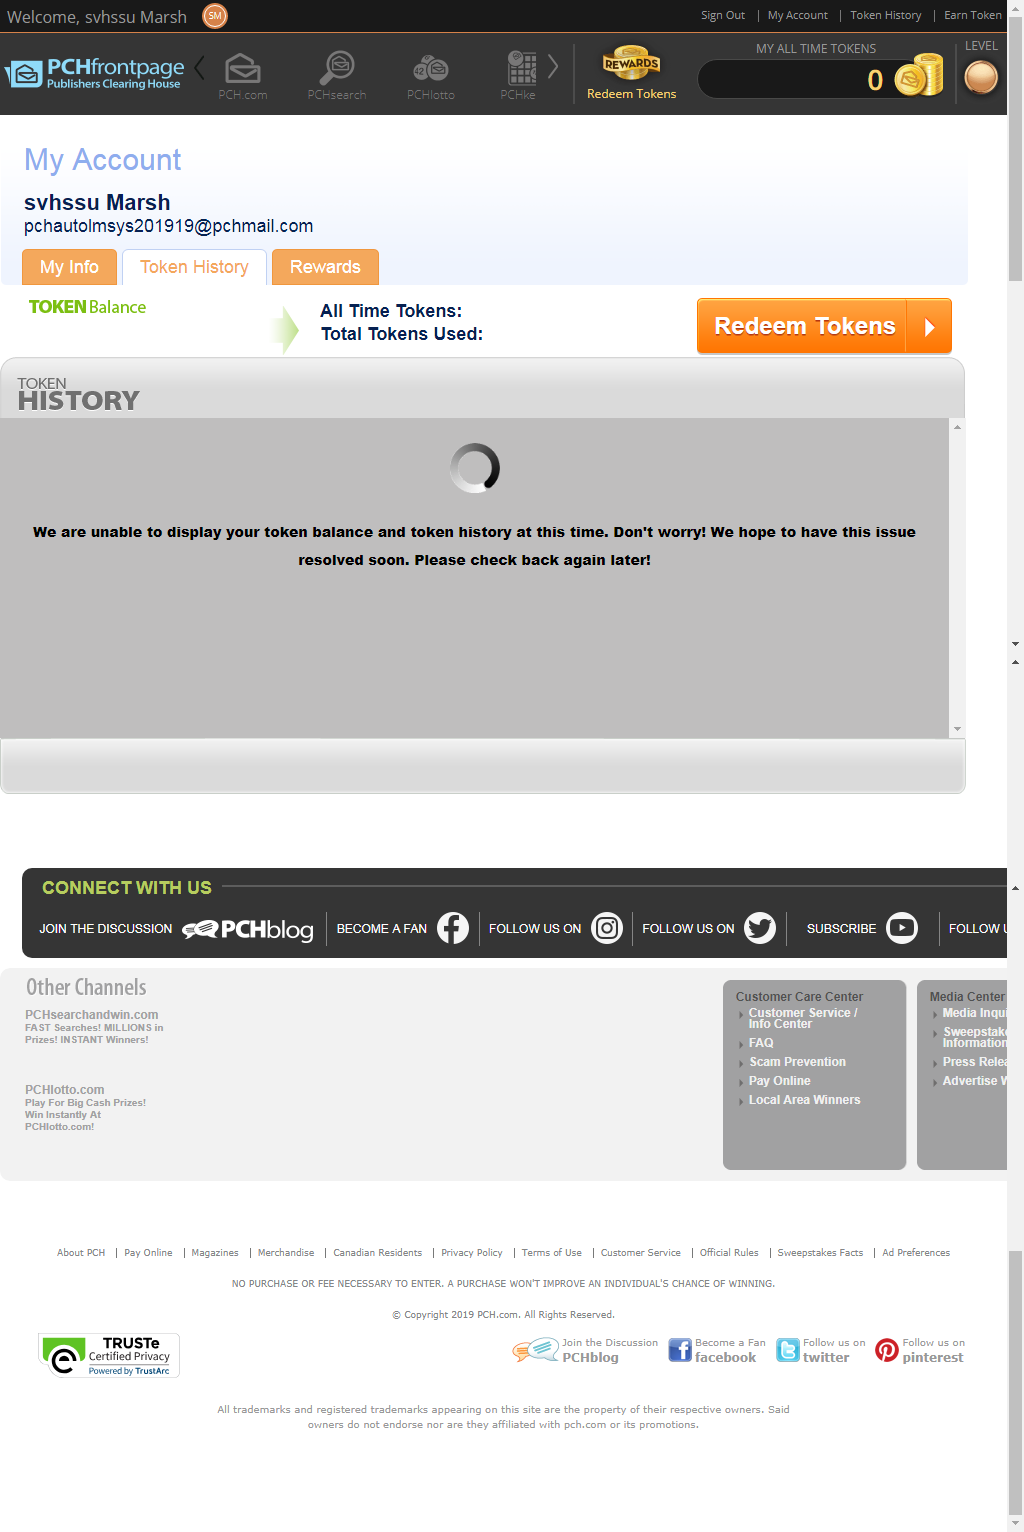 Welcome, svhssu Marsh SM Sign Out | My Account | Token History | Earn Token
PCHfrontpage
Publishers Clearing House
PCH.com PCHsearch PCHlotto PCHke
REWARDS
Redeem Tokens
MY ALL TIME TOKENS
0
LEVEL
My Account
svhssu Marsh
pchautolmsys201919@pchmail.com
My Info Token History Rewards
TOKEN Balance
All Time Tokens:
Total Tokens Used:
Redeem Tokens
TOKEN
HISTORY
We are unable to display your token balance and token history at this time. Don't worry! We hope to have this issue
resolved soon. Please check back again later!
CONNECT WITH US
JOIN THE DISCUSSION PCHblog BECOME A FAN FOLLOW US ON FOLLOW US ON SUBSCRIBE FOLLOW U
Other Channels
PCHsearchandwin.com
FAST Searches! MILLIONS in
Prizes! INSTANT Winners!
PCHlotto.com
Play For Big Cash Prizes!
Win Instantly At
PCHlotto.com!
Customer Care Center
Customer Service /
Info Center
FAQ
Scam Prevention
Pay Online
Local Area Winners
Media Center
Media Inqui
Sweepstake
Information
Press Relea
Advertise W
About PCH | Pay Online | Magazines | Merchandise | Canadian Residents | Privacy Policy | Terms of Use | Customer Service | Official Rules | Sweepstakes Facts | Ad Preferences
NO PURCHASE OR FEE NECESSARY TO ENTER. A PURCHASE WON'T IMPROVE AN INDIVIDUAL'S CHANCE OF WINNING.
© Copyright 2019 PCH.com. All Rights Reserved.
TRUSTe
Certified Privacy
Powered by TrustArc
Join the Discussion
PCHblog
Become a Fan
facebook
Follow us on
twitter
Follow us on
pinterest
All trademarks and registered trademarks appearing on this site are the property of their respective owners. Said
owners do not endorse nor are they affiliated with pch.com or its promotions.